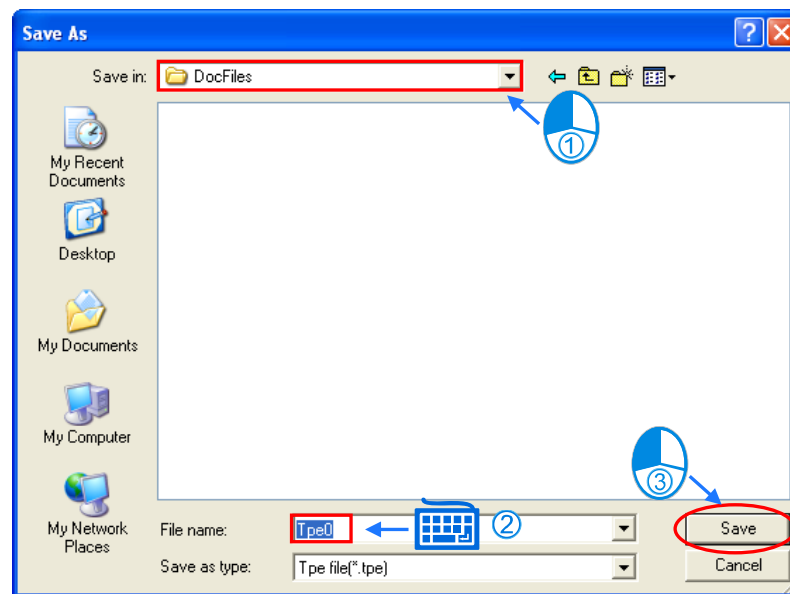 Save As
Save in:
DocFiles
①
My Recent
Documents
Desktop
My Documents
My Computer
My Network
Places
③
File name:
Tpe0
②
Save
Save as type:
Tpe file(*.tpe)
Cancel